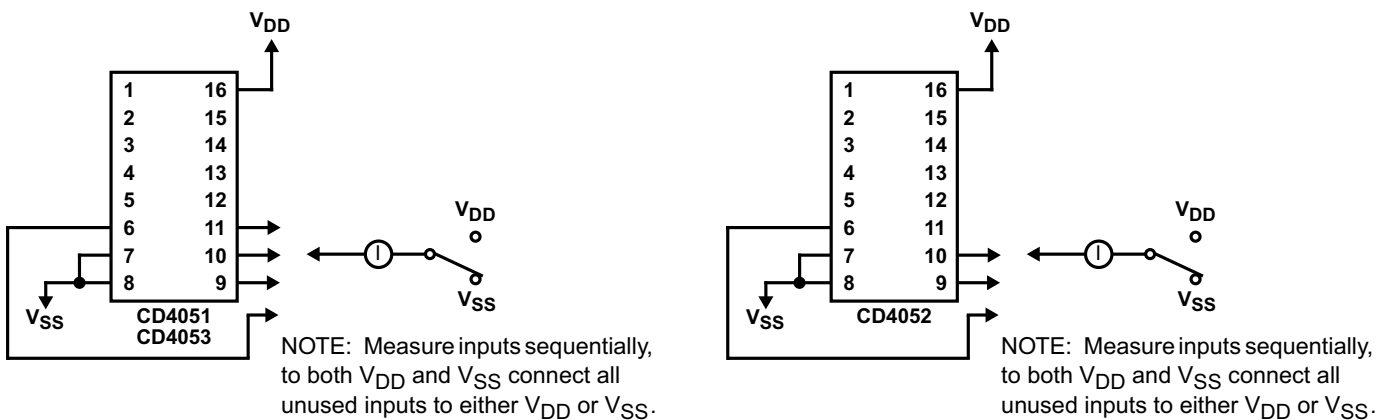 VDD
1 16
2 15
3 14
4 13
5 12
6 11
7 10
8 9
VSS
CD4051
CD4053
I
VDD
VSS
NOTE: Measure inputs sequentially,
to both VDD and VSS connect all
unused inputs to either VDD or VSS.
VDD
1 16
2 15
3 14
4 13
5 12
6 11
7 10
8 9
VSS
CD4052
I
VDD
VSS
NOTE: Measure inputs sequentially,
to both VDD and VSS connect all
unused inputs to either VDD or VSS.